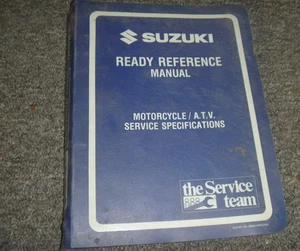 SUZUKI
READY REFERENCE
MANUAL
MOTORCYCLE / A.T.V.
SERVICE SPECIFICATIONS
the Service
team